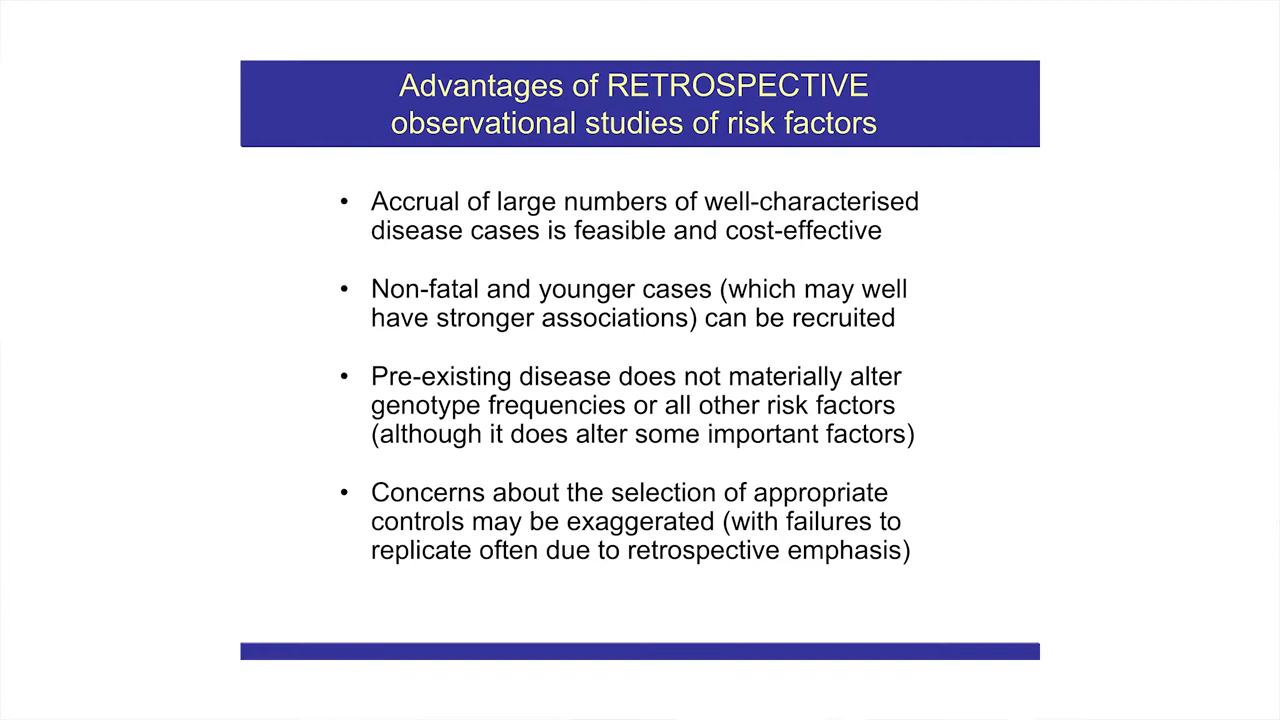 Advantages of RETROSPECTIVE
observational studies of risk factors
• Accrual of large numbers of well-characterised
disease cases is feasible and cost-effective
• Non-fatal and younger cases (which may well
have stronger associations) can be recruited
• Pre-existing disease does not materially alter
genotype frequencies or all other risk factors
(although it does alter some important factors)
• Concerns about the selection of appropriate
controls may be exaggerated (with failures to
replicate often due to retrospective emphasis)